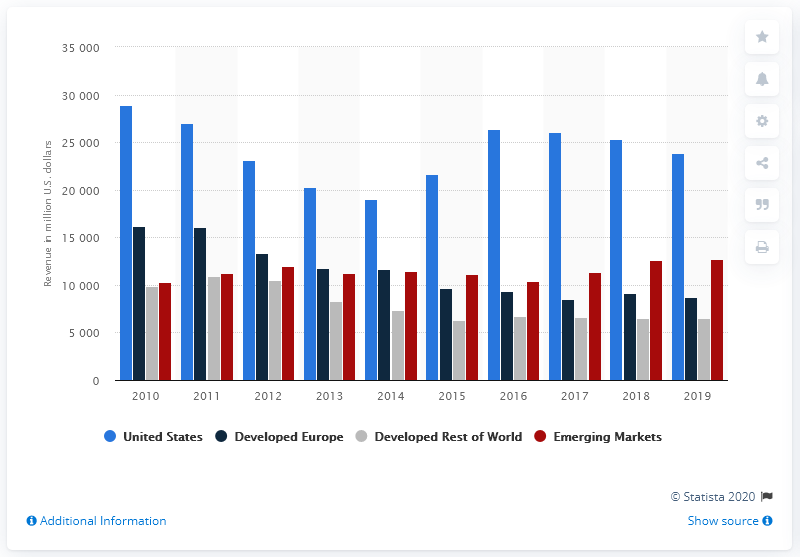 35 000
30 000
25 000
20 000
15 000
10 000
5 000
0
Revenue in million U.S. dollars
2010 2011 2012 2013 2014 2015 2016 2017 2018 2019
United States Developed Europe Developed Rest of World Emerging Markets
© Statista 2020
Additional Information Show source